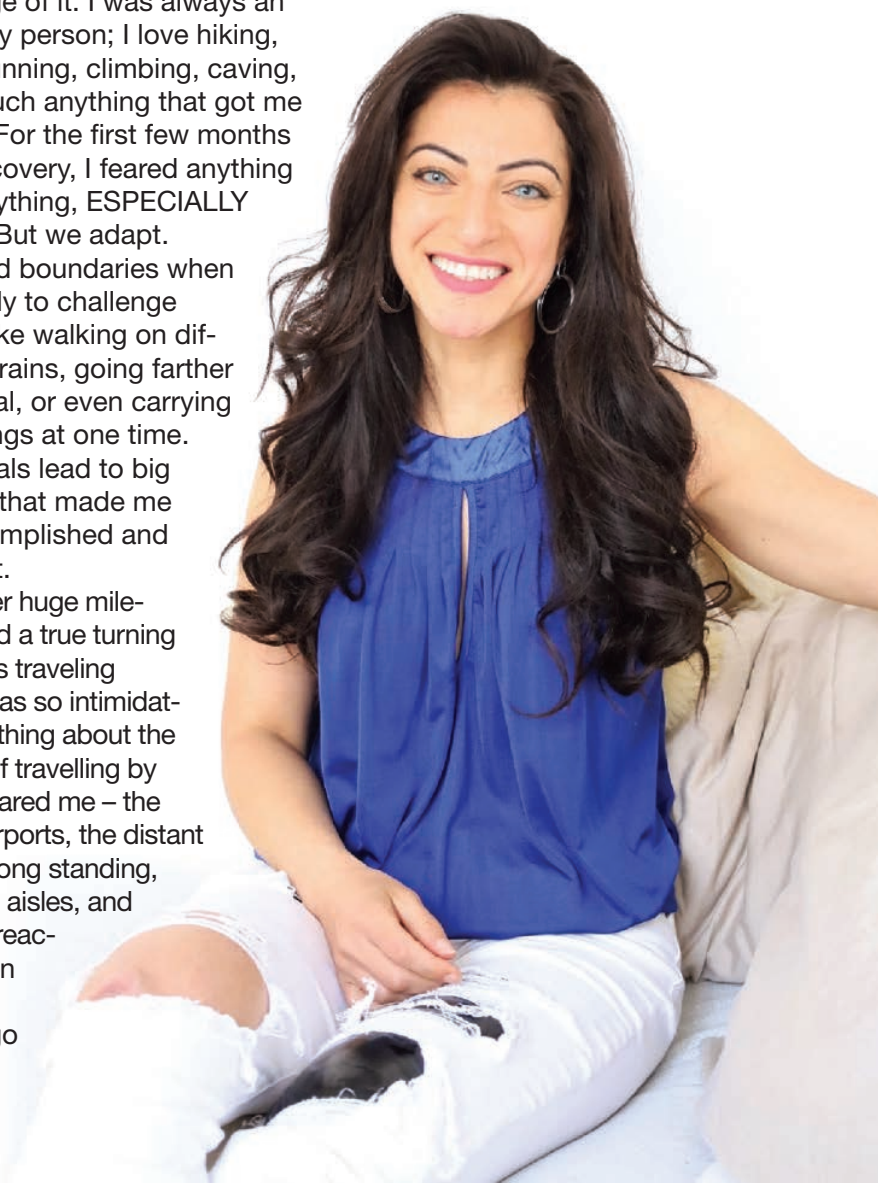 ge of it. I was always an
y person; I love hiking,
nning, climbing, caving,
uch anything that got me
For the first few months
covery, I feared anything
ything, ESPECIALLY
But we adapt.
d boundaries when
ly to challenge
ke walking on dif-
rains, going farther
al, or even carrying
ngs at one time.
als lead to big
that made me
mplished and
t.
er huge mile-
d a true turning
s traveling
as so intimidat-
thing about the
f travelling by
ared me – the
rports, the distant
ong standing,
aisles, and
reac-
n
go